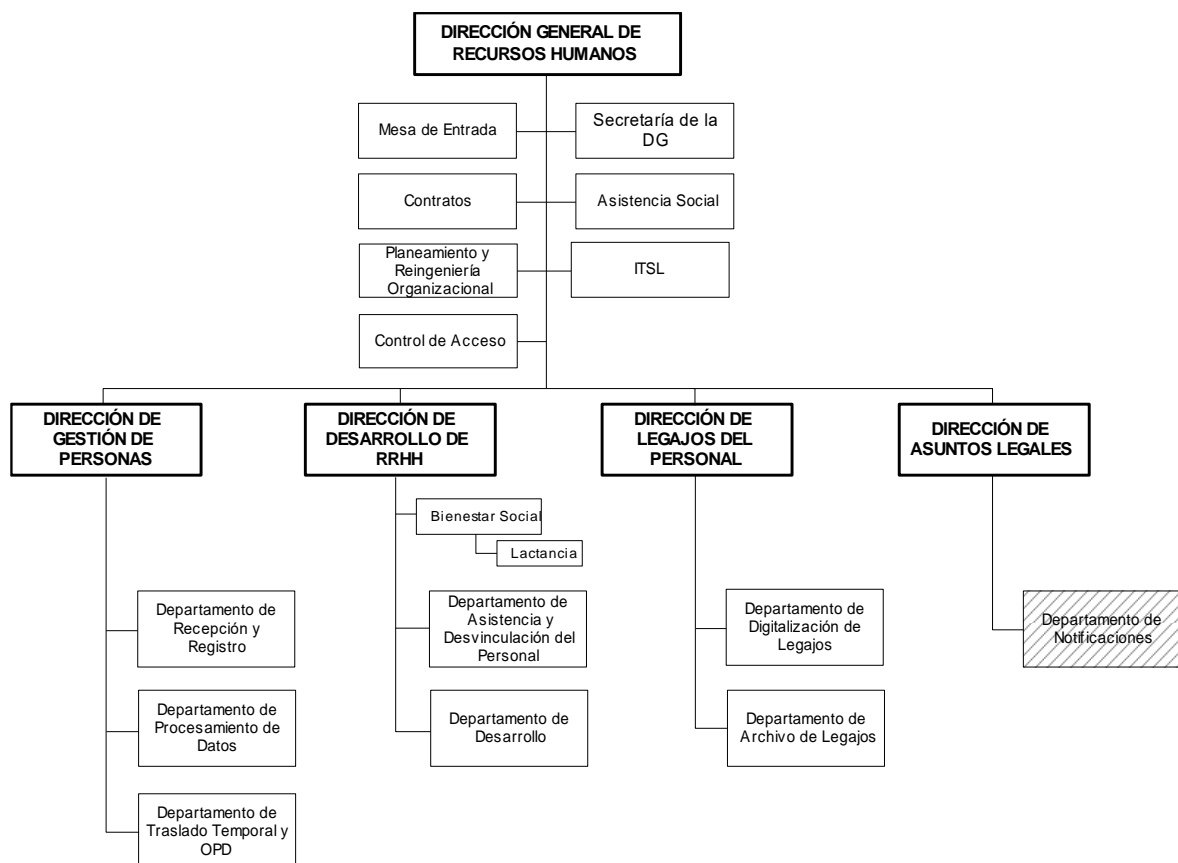 DIRECCIÓN GENERAL DE
RECURSOS HUMANOS
Mesa de Entrada
Secretaría de la
DG
Contratos
Asistencia Social
Planeamiento y
Reingeniería
Organizacional
ITSL
Control de Acceso
DIRECCIÓN DE
GESTIÓN DE
PERSONAS
DIRECCIÓN DE
DESARROLLO DE
RRHH
DIRECCIÓN DE
LEGAJOS DEL
PERSONAL
DIRECCIÓN DE
ASUNTOS LEGALES
Bienestar Social
Lactancia
Departamento de
Recepción y
Registro
Departamento de
Asistencia y
Desvinculación del
Personal
Departamento de
Digitalización de
Legajos
Departamento de
Notificaciones
Departamento de
Procesamiento de
Datos
Departamento de
Desarrollo
Departamento de
Archivo de Legajos
Departamento de
Traslado Temporal y
OPD